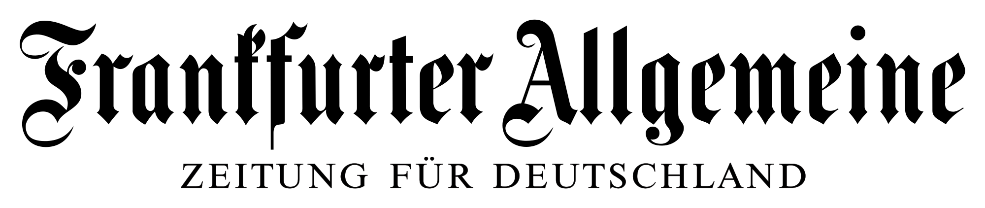 Frankfurter Allgemeine
ZEITUNG FÜR DEUTSCHLAND